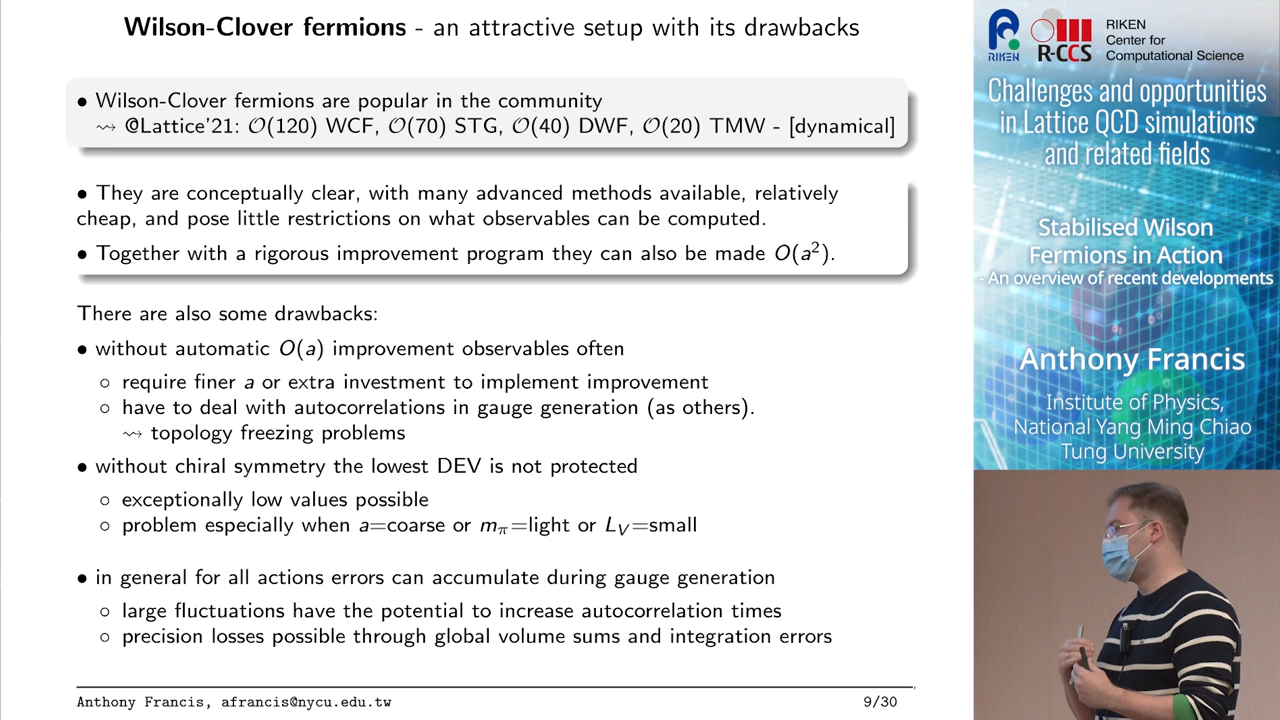 Wilson-Clover fermions - an attractive setup with its drawbacks
• Wilson-Clover fermions are popular in the community
⇝ @Lattice'21: O(120) WCF, O(70) STG, O(40) DWF, O(20) TMW - [dynamical]
• They are conceptually clear, with many advanced methods available, relatively
cheap, and pose little restrictions on what observables can be computed.
• Together with a rigorous improvement program they can also be made O(a²).
There are also some drawbacks:
• without automatic O(a) improvement observables often
◦ require finer a or extra investment to implement improvement
◦ have to deal with autocorrelations in gauge generation (as others).
⇝ topology freezing problems
• without chiral symmetry the lowest DEV is not protected
◦ exceptionally low values possible
◦ problem especially when a=coarse or m_π=light or L_V=small
• in general for all actions errors can accumulate during gauge generation
◦ large fluctuations have the potential to increase autocorrelation times
◦ precision losses possible through global volume sums and integration errors
Anthony Francis, afrancis@nycu.edu.tw
9/30
RIKEN
R-CCS
RIKEN
Center for
Computational Science
Challenges and opportunities
in Lattice QCD simulations
and related fields
Stabilised Wilson
Fermions in Action
- An overview of recent developments
Anthony Francis
Institute of Physics,
National Yang Ming Chiao
Tung University